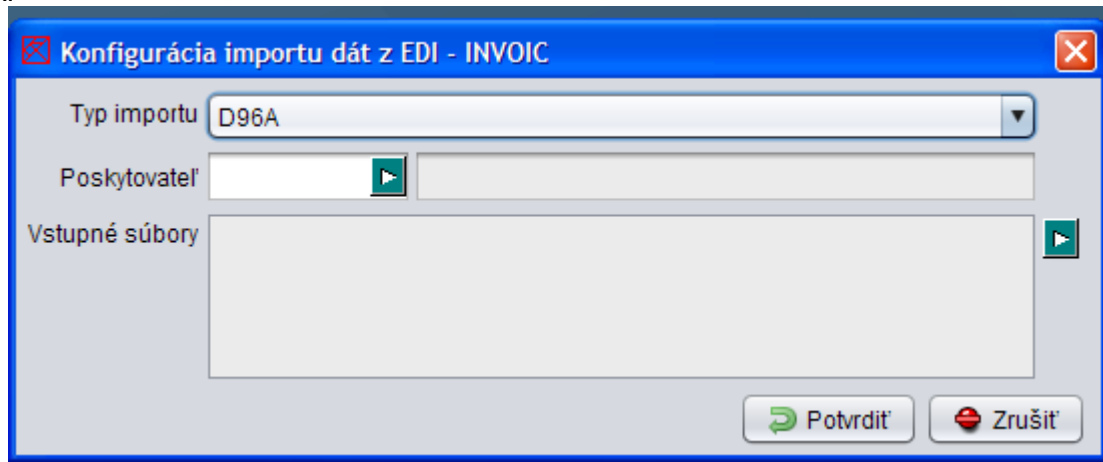 Konfigurácia importu dát z EDI - INVOIC
Typ importu D96A
Poskytovateľ
Vstupné súbory
Potvrdiť Zrušiť